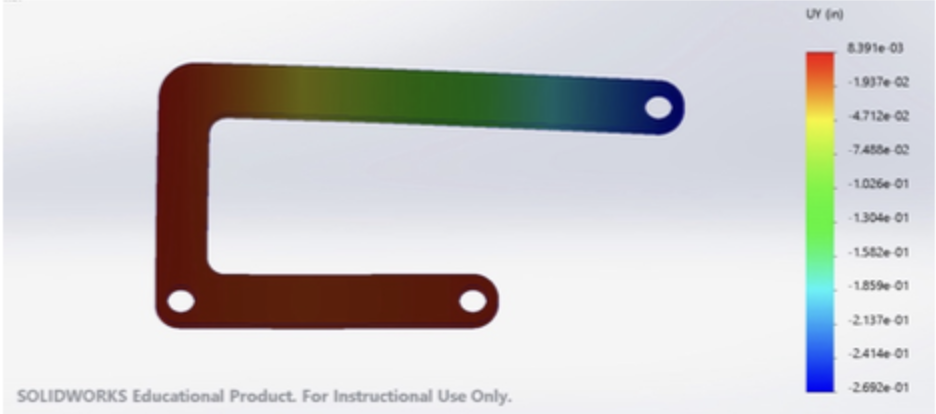 UY (in)
8.391e-03
-1.937e-02
-4.712e-02
-7.488e-02
-1.026e-01
-1.304e-01
-1.582e-01
-1.859e-01
-2.137e-01
-2.414e-01
-2.692e-01
SOLIDWORKS Educational Product. For Instructional Use Only.